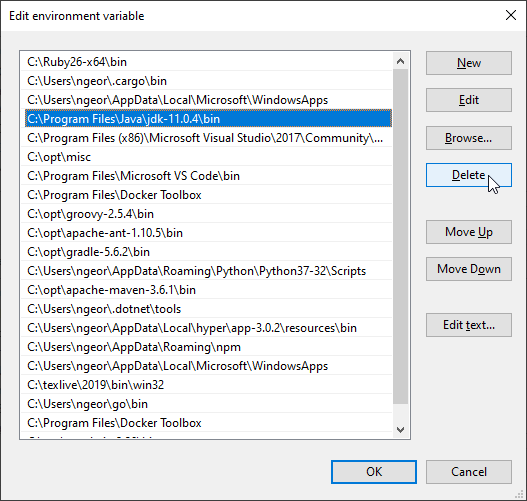 Edit environment variable
C:\Ruby26-x64\bin
C:\Users\ngeor\.cargo\bin
C:\Users\ngeor\AppData\Local\Microsoft\WindowsApps
C:\Program Files\Java\jdk-11.0.4\bin
C:\Program Files (x86)\Microsoft Visual Studio\2017\Community\...
C:\opt\misc
C:\Program Files\Microsoft VS Code\bin
C:\Program Files\Docker Toolbox
C:\opt\groovy-2.5.4\bin
C:\opt\apache-ant-1.10.5\bin
C:\opt\gradle-5.6.2\bin
C:\Users\ngeor\AppData\Roaming\Python\Python37-32\Scripts
C:\opt\apache-maven-3.6.1\bin
C:\Users\ngeor\.dotnet\tools
C:\Users\ngeor\AppData\Local\hyper\app-3.0.2\resources\bin
C:\Users\ngeor\AppData\Roaming\npm
C:\Users\ngeor\AppData\Local\Microsoft\WindowsApps
C:\texlive\2019\bin\win32
C:\Users\ngeor\go\bin
C:\Program Files\Docker Toolbox
New
Edit
Browse...
Delete
Move Up
Move Down
Edit text...
OK
Cancel